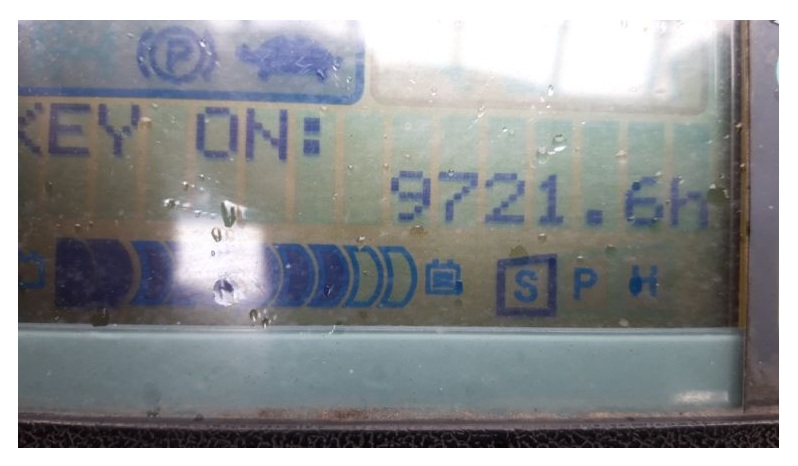 P
KEY ON:
9721.6h
S P H